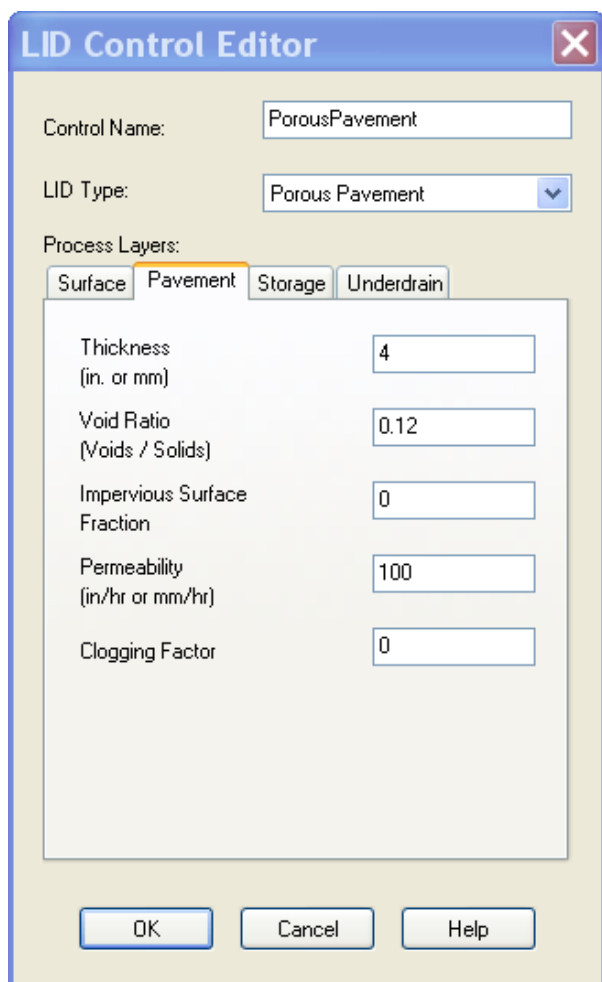 LID Control Editor
Control Name:
PorousPavement
LID Type:
Porous Pavement
Process Layers:
Surface Pavement Storage Underdrain
Thickness
(in. or mm)
4
Void Ratio
(Voids / Solids)
0.12
Impervious Surface
Fraction
0
Permeability
(in/hr or mm/hr)
100
Clogging Factor
0
OK Cancel Help